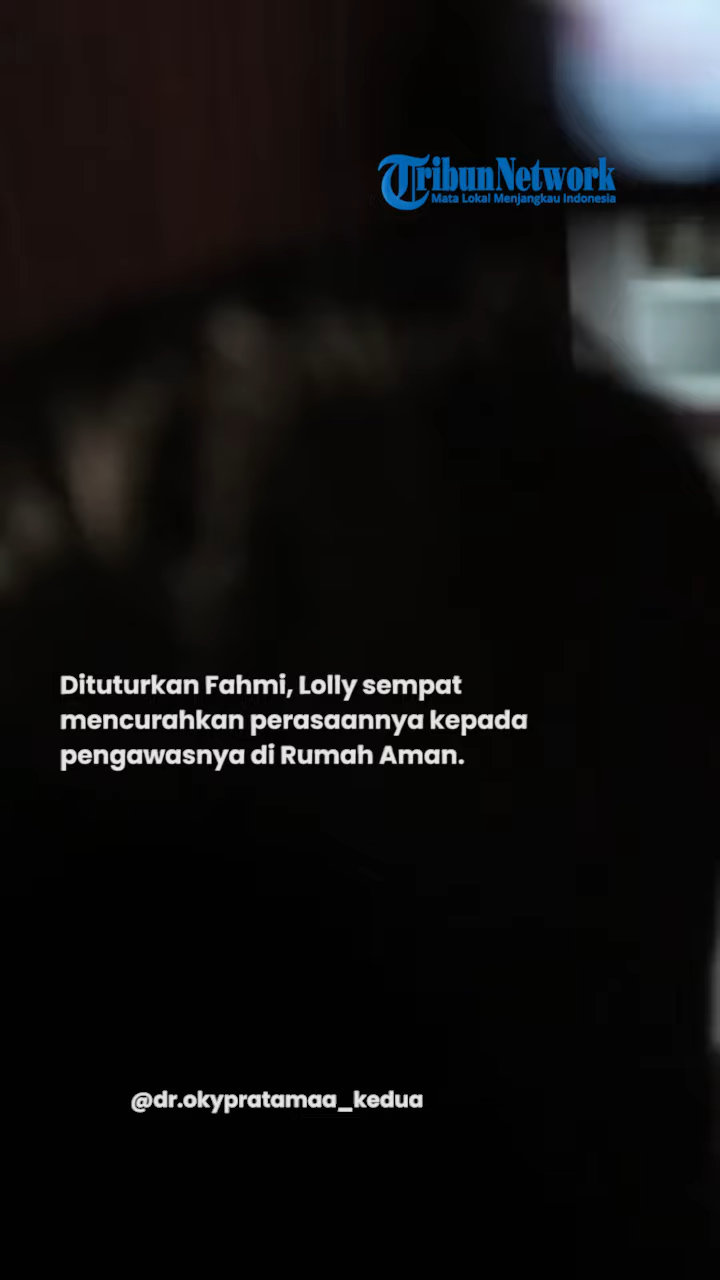 TribunNetwork
Mata Lokal Menjangkau Indonesia
Dituturkan Fahmi, Lolly sempat
mencurahkan perasaannya kepada
pengawasnya di Rumah Aman.
@dr.okypratamaa_kedua